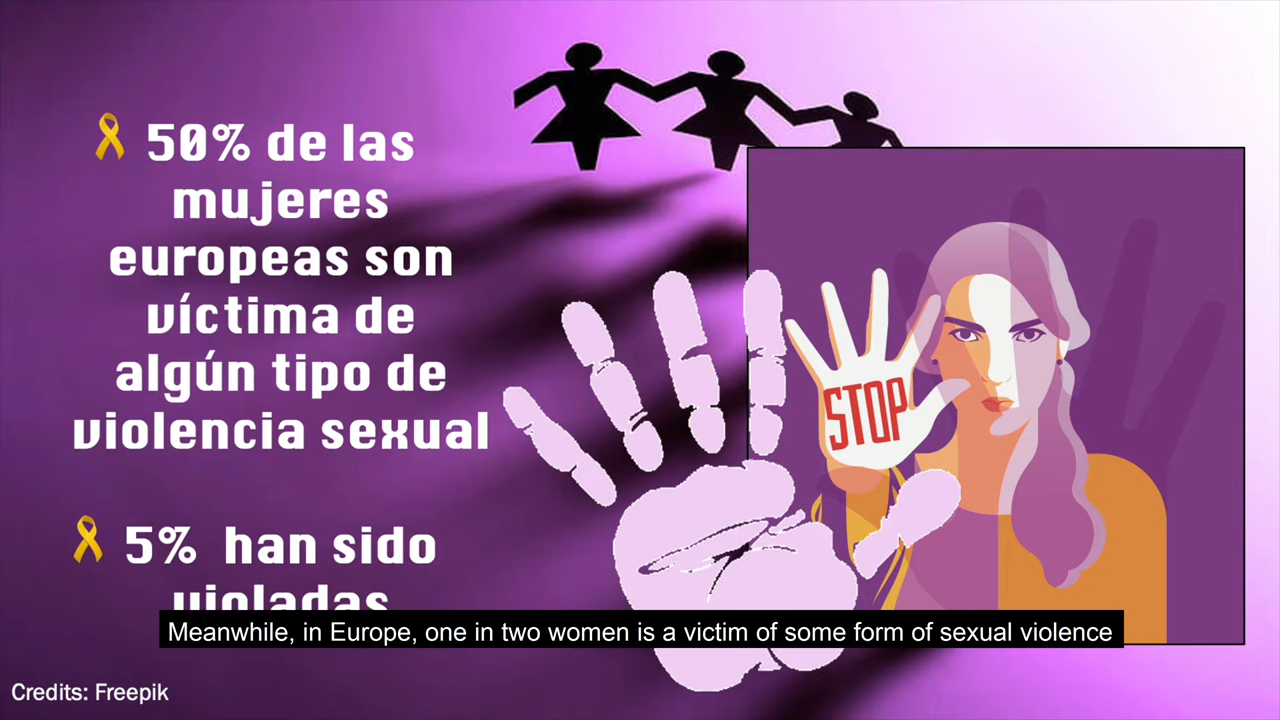 50% de las
mujeres
europeas son
víctima de
algún tipo de
violencia sexual
5% han sido
violadas
STOP
Meanwhile, in Europe, one in two women is a victim of some form of sexual violence
Credits: Freepik